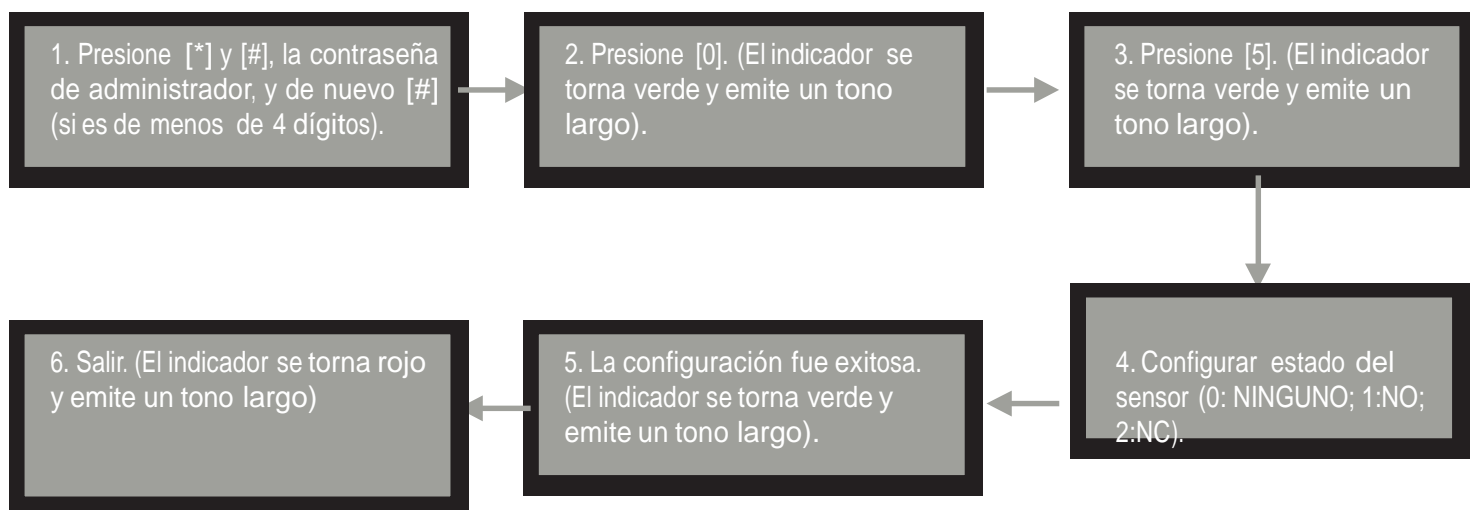 1. Presione [*] y [#], la contraseña
de administrador, y de nuevo [#]
(si es de menos de 4 dígitos).
2. Presione [0]. (El indicador se
torna verde y emite un tono
largo).
3. Presione [5]. (El indicador
se torna verde y emite un
tono largo).
4. Configurar estado del
sensor (0: NINGUNO; 1:NO;
2:NC).
5. La configuración fue exitosa.
(El indicador se torna verde y
emite un tono largo).
6. Salir. (El indicador se torna rojo
y emite un tono largo)